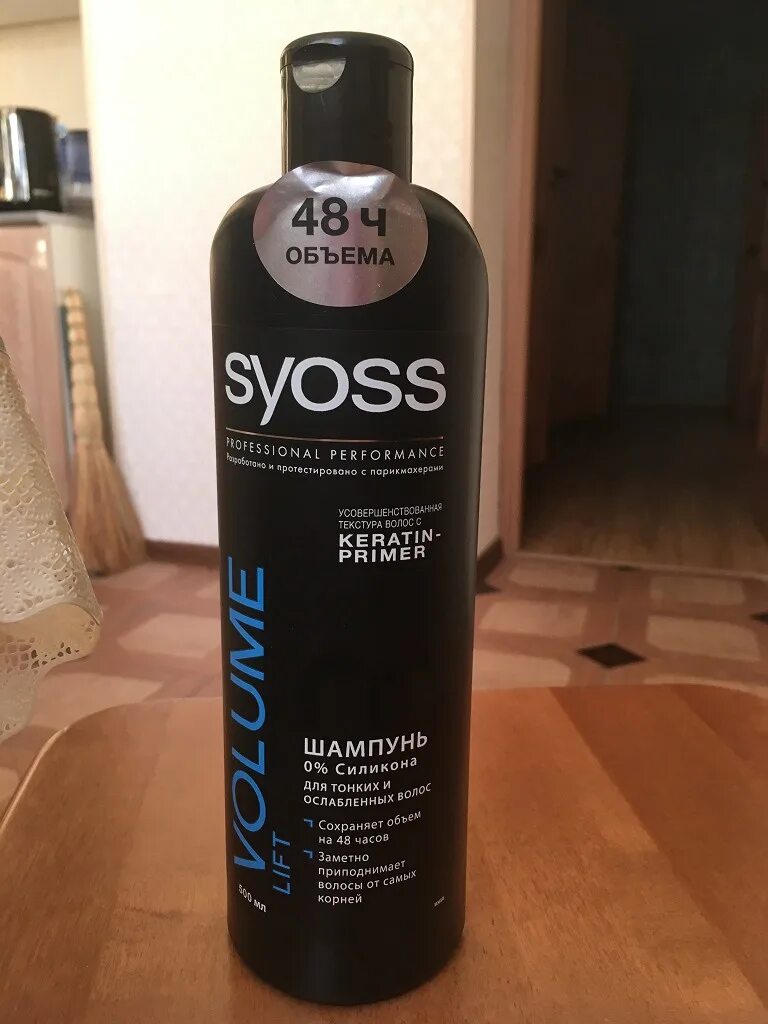 48 ч
ОБЪЕМА
syoss
PROFESSIONAL PERFORMANCE
Разработано и протестировано с парикмахерами
УСОВЕРШЕНСТВОВАННАЯ
ТЕКСТУРА ВОЛОС С
KERATIN-
PRIMER
VOLUME
LIFT
ШАМПУНЬ
0% Силикона
ДЛЯ ТОНКИХ И
ОСЛАБЛЕННЫХ ВОЛОС
Сохраняет объем
на 48 часов
Заметно
приподнимает
волосы от самых
корней
500 мл